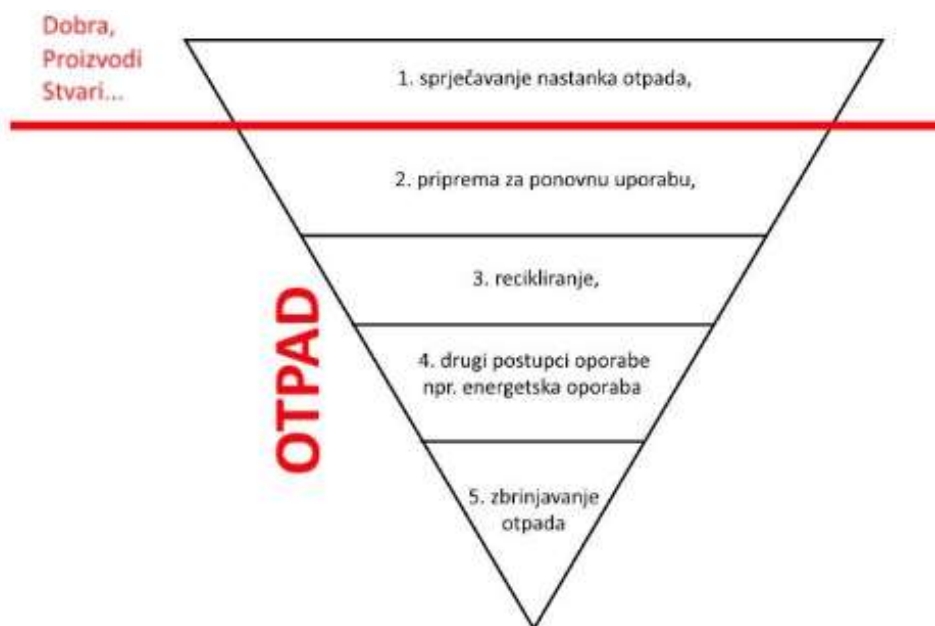 Dobra,
Proizvodi
Stvari...
1. sprječavanje nastanka otpada,
2. priprema za ponovnu uporabu,
3. recikliranje,
4. drugi postupci oporabe
npr. energetska oporaba
5. zbrinjavanje
otpada
OTPAD